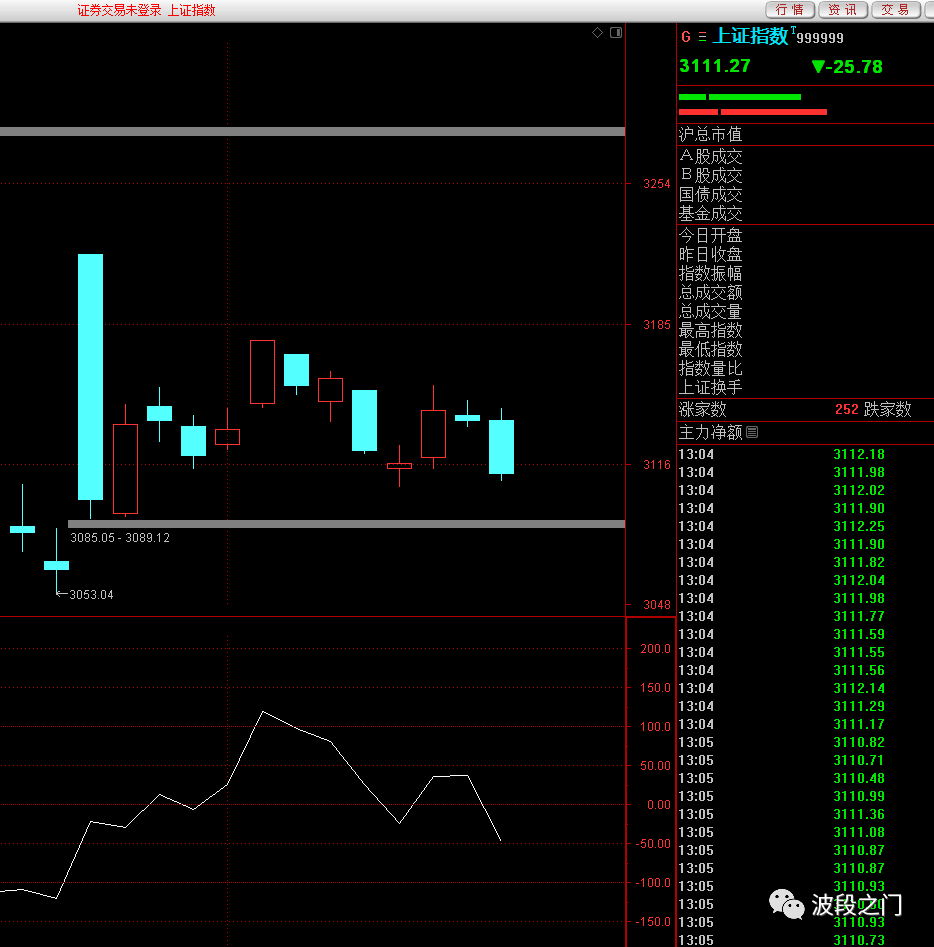 证券交易未登录 上证指数
行情 资讯 交易
G 上证指数 T 999999
3111.27 ▼-25.78
沪总市值
A股成交
B股成交
国债成交
基金成交
今日开盘
昨日收盘
指数振幅
总成交额
总成交量
最高指数
最低指数
指数量比
上证换手
涨家数 252 跌家数
主力净额
3254
3185
3116
3048
3085.05 - 3089.12
←3053.04
200.0
150.0
100.0
50.00
0.00
-50.00
-100.0
-150.0
13:04 3112.18
13:04 3111.98
13:04 3112.02
13:04 3111.90
13:04 3112.25
13:04 3111.90
13:04 3111.82
13:04 3112.04
13:04 3111.98
13:04 3111.77
13:04 3111.59
13:04 3111.55
13:04 3111.56
13:04 3112.14
13:04 3111.29
13:04 3111.17
13:05 3110.82
13:05 3110.71
13:05 3110.48
13:05 3110.99
13:05 3111.36
13:05 3111.08
13:05 3110.87
13:05 3110.87
13:05 3110.93
13:05
13:05 3110.93
13:05 3110.73
波段之门